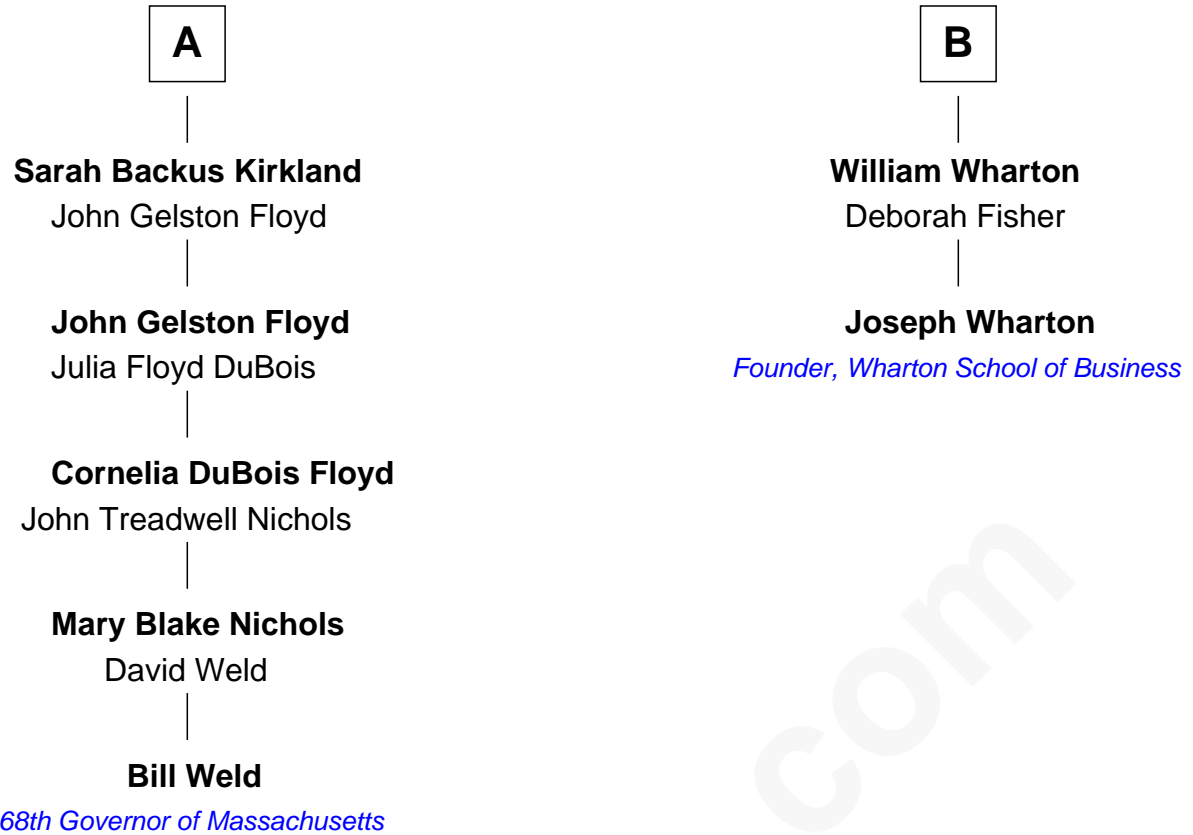 A
Sarah Backus Kirkland
John Gelston Floyd
John Gelston Floyd
Julia Floyd DuBois
Cornelia DuBois Floyd
John Treadwell Nichols
Mary Blake Nichols
David Weld
Bill Weld
68th Governor of Massachusetts
B
William Wharton
Deborah Fisher
Joseph Wharton
Founder, Wharton School of Business
com